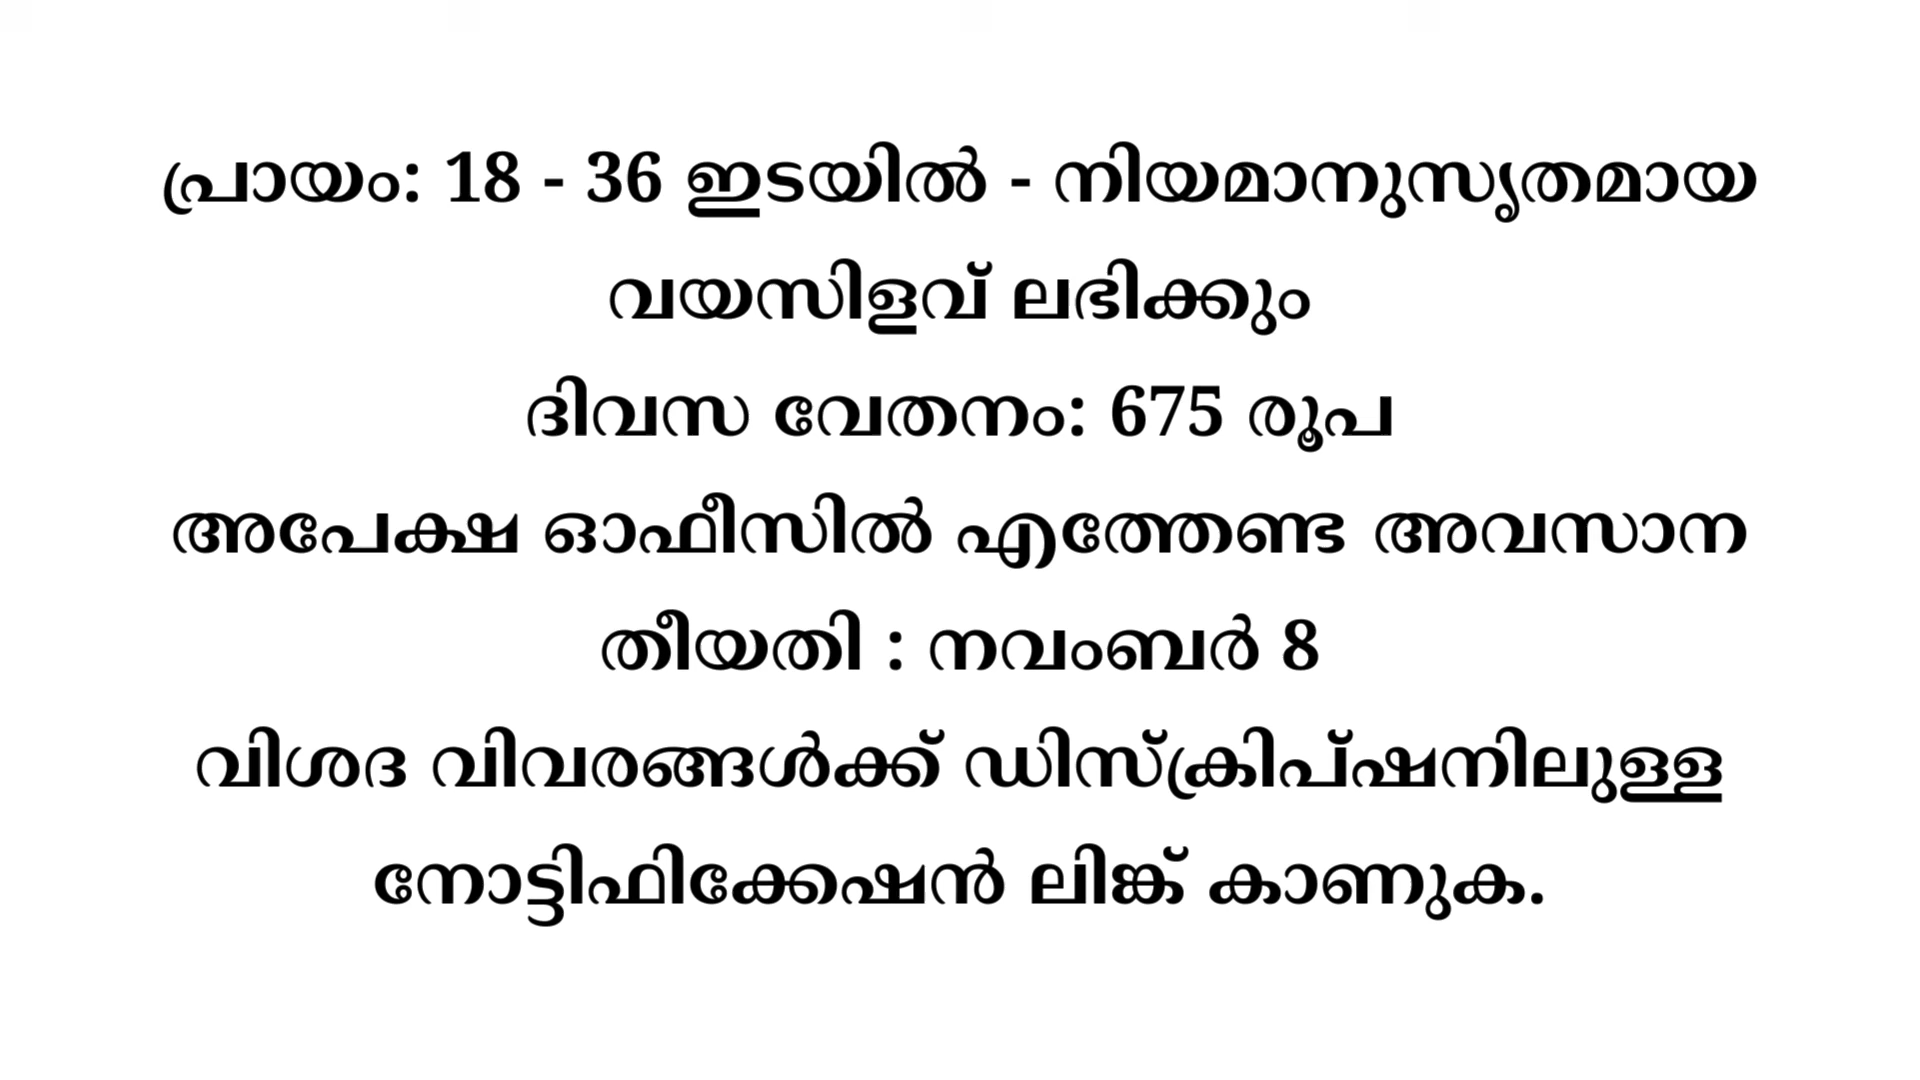 പ്രായം: 18 - 36 ഇടയിൽ - നിയമാനുസൃതമായ
വയസിളവ് ലഭിക്കും
ദിവസ വേതനം: 675 രൂപ
അപേക്ഷ ഓഫീസിൽ എത്തേണ്ട അവസാന
തീയതി : നവംബർ 8
വിശദ വിവരങ്ങൾക്ക് ഡിസ്ക്രിപ്ഷനിലുള്ള
നോട്ടിഫിക്കേഷൻ ലിങ്ക് കാണുക.